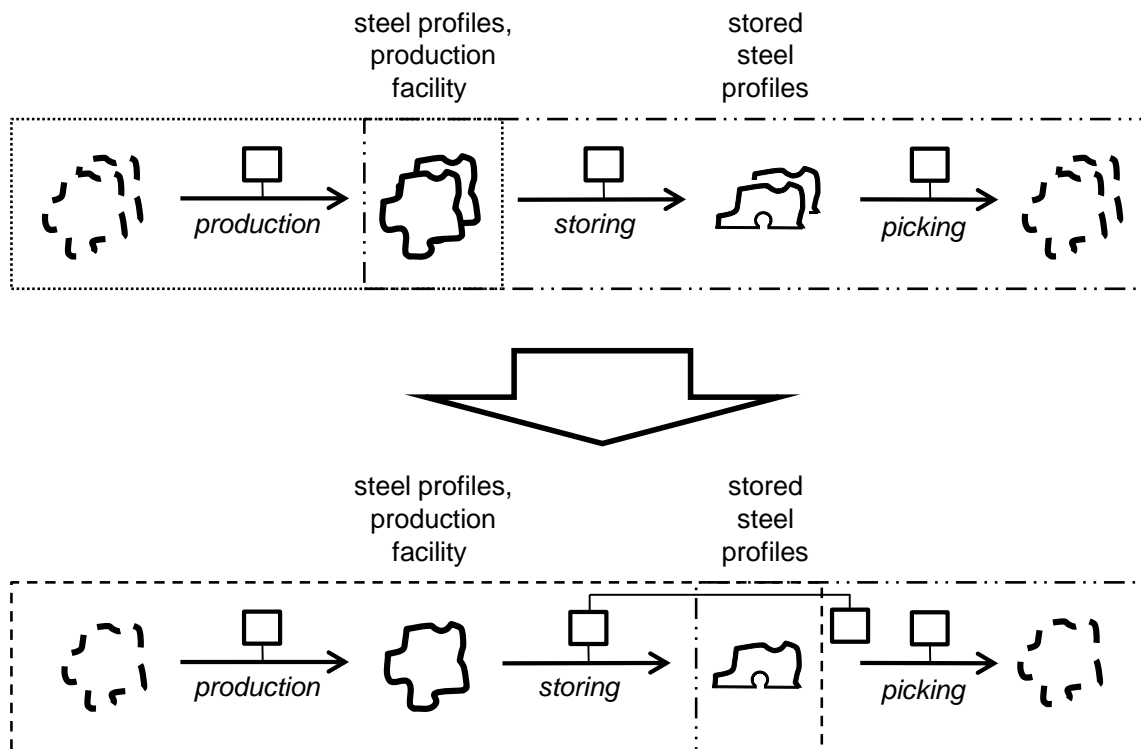 steel profiles,
production
facility
stored
steel
profiles
production
storing
picking
steel profiles,
production
facility
stored
steel
profiles
production
storing
picking